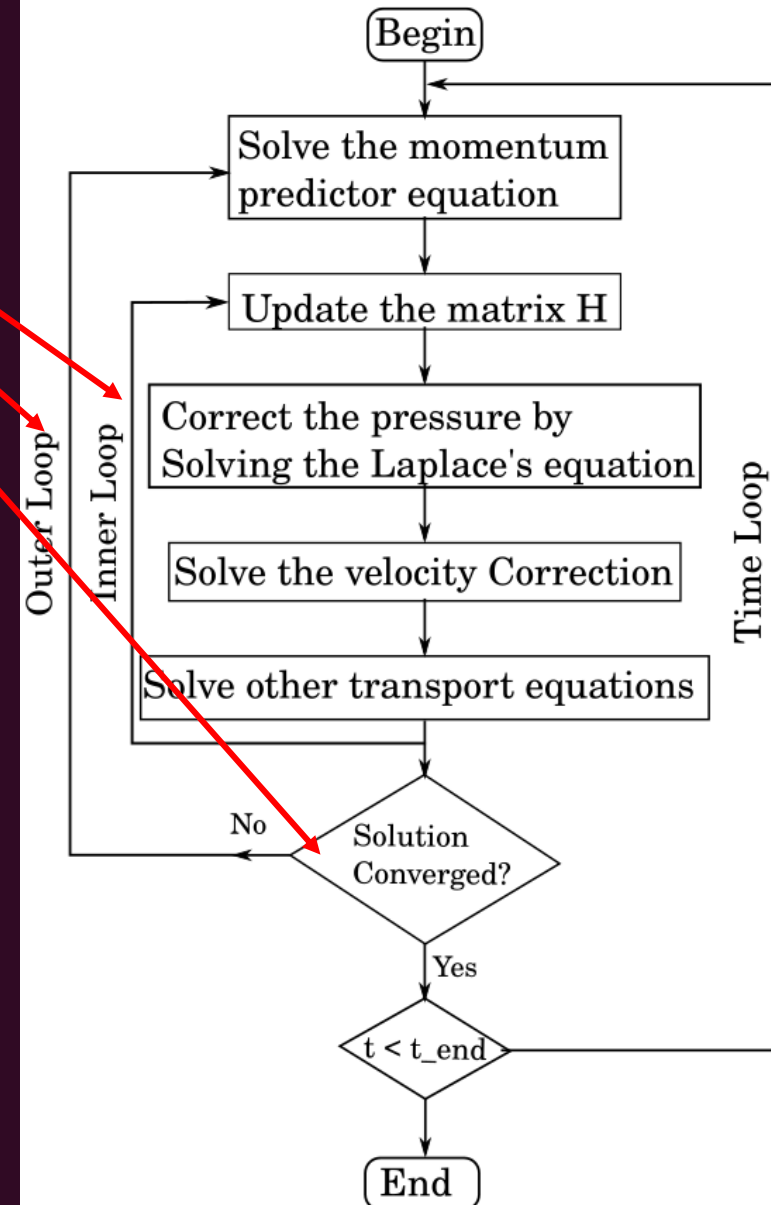 Begin
Solve the momentum
predictor equation
Update the matrix H
Correct the pressure by
Solving the Laplace's equation
Outer Loop
Inner Loop
Time Loop
Solve the velocity Correction
Solve other transport equations
No
Solution
Converged?
Yes
t < t_end
End